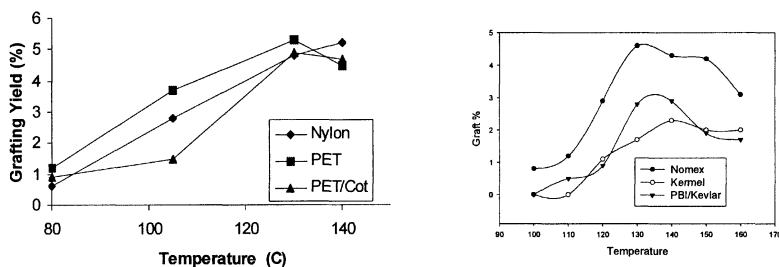 Grafting Yield (%)
6
5
4
3
2
1
0
80
100
120
140
Temperature (C)
Nylon
PET
PET/Cot
Graft %
5
4
3
2
1
0
90 100 110 120 130 140 150 160 170
Temperature
Nomex
Kermel
PBI/Kevlar